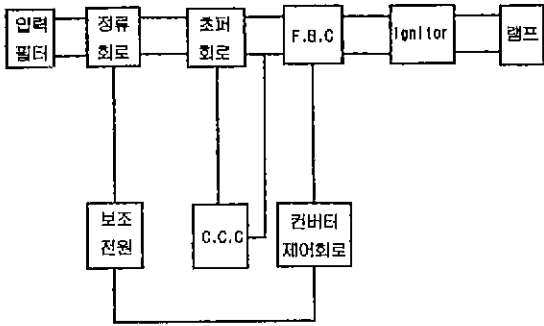 입력
필터
정류
회로
초퍼
회로
F.B.C
Ignitor
램프
보조
전원
C.C.C
컨버터
제어회로